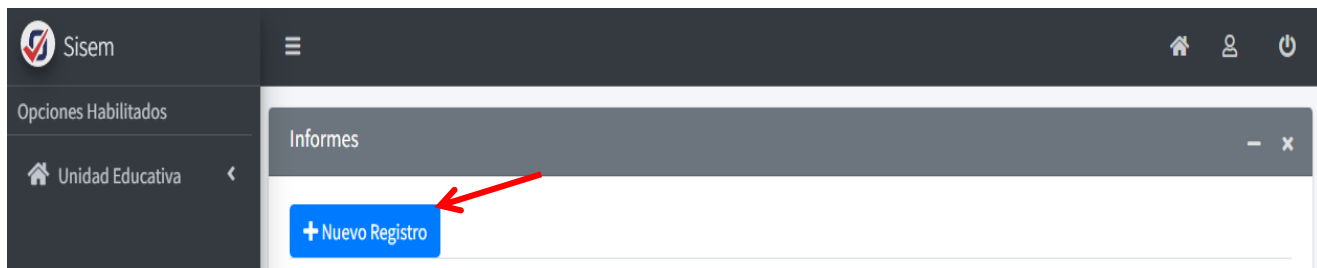 Sisem
Opciones Habilitados
Unidad Educativa
Informes
Nuevo Registro